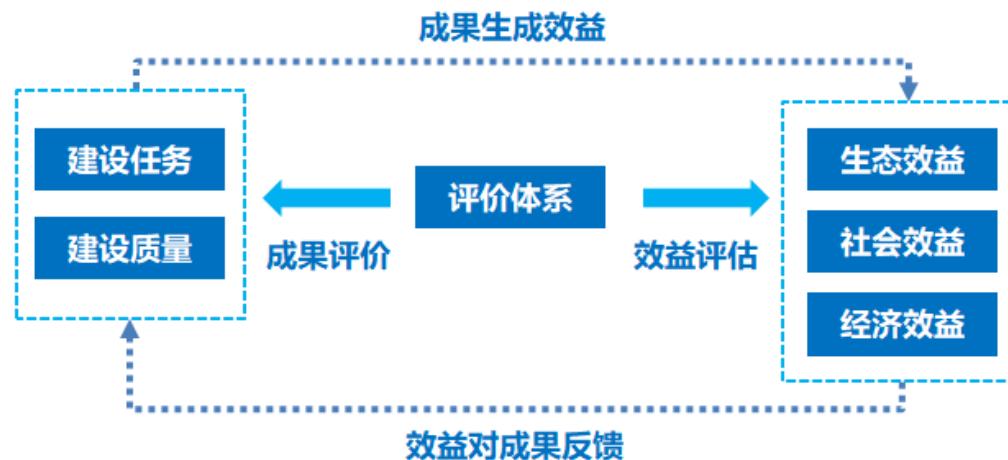 成果生成效益
建设任务
建设质量
成果评价
评价体系
效益评估
生态效益
社会效益
经济效益
效益对成果反馈